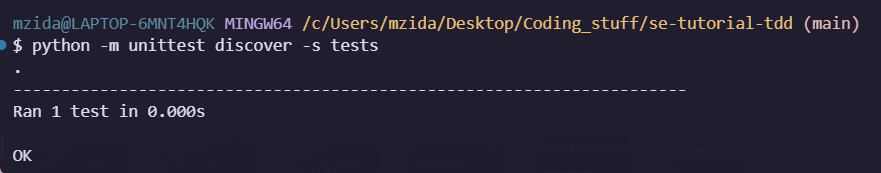 mzida@LAPTOP-6MNT4HQK MINGW64 /c/Users/mzida/Desktop/Coding_stuff/se-tutorial-tdd (main)
$ python -m unittest discover -s tests
.
----------------------------------------------------------------------
Ran 1 test in 0.000s
OK